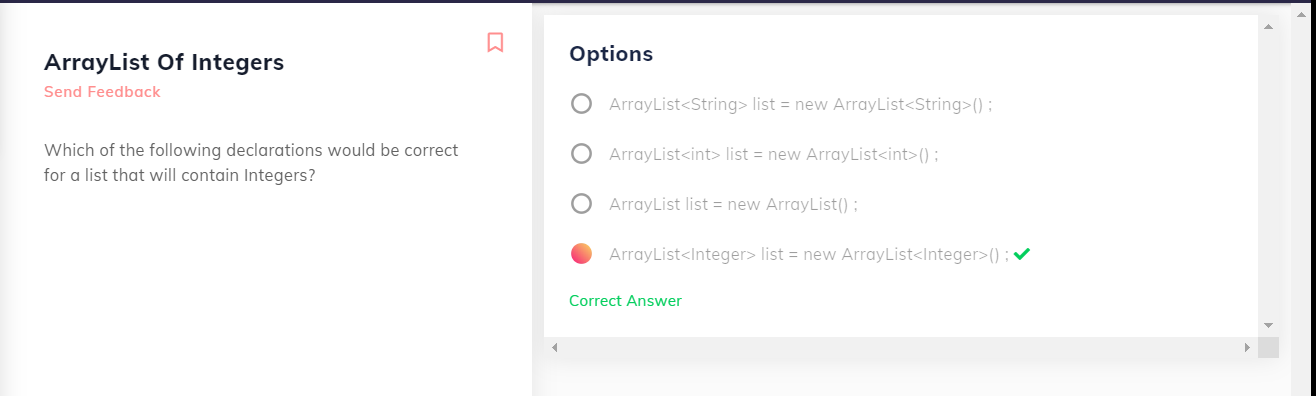 ArrayList Of Integers
Send Feedback
Which of the following declarations would be correct
for a list that will contain Integers?
Options
ArrayList<String> list = new ArrayList<String>() ;
ArrayList<int> list = new ArrayList<int>() ;
ArrayList list = new ArrayList() ;
ArrayList<Integer> list = new ArrayList<Integer>() ;
Correct Answer